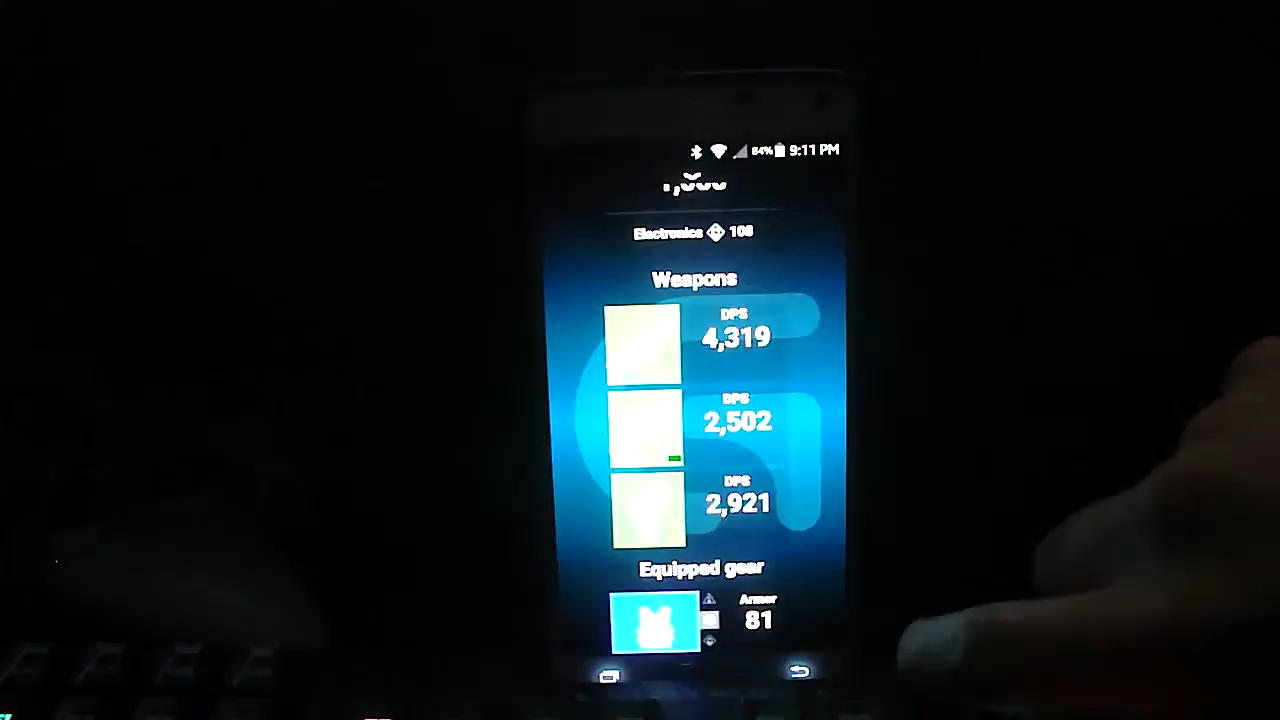 64% 9:11 PM
Electronics 108
Weapons
DPS
4,319
DPS
2,502
DPS
2,921
Equipped gear
Armor
81